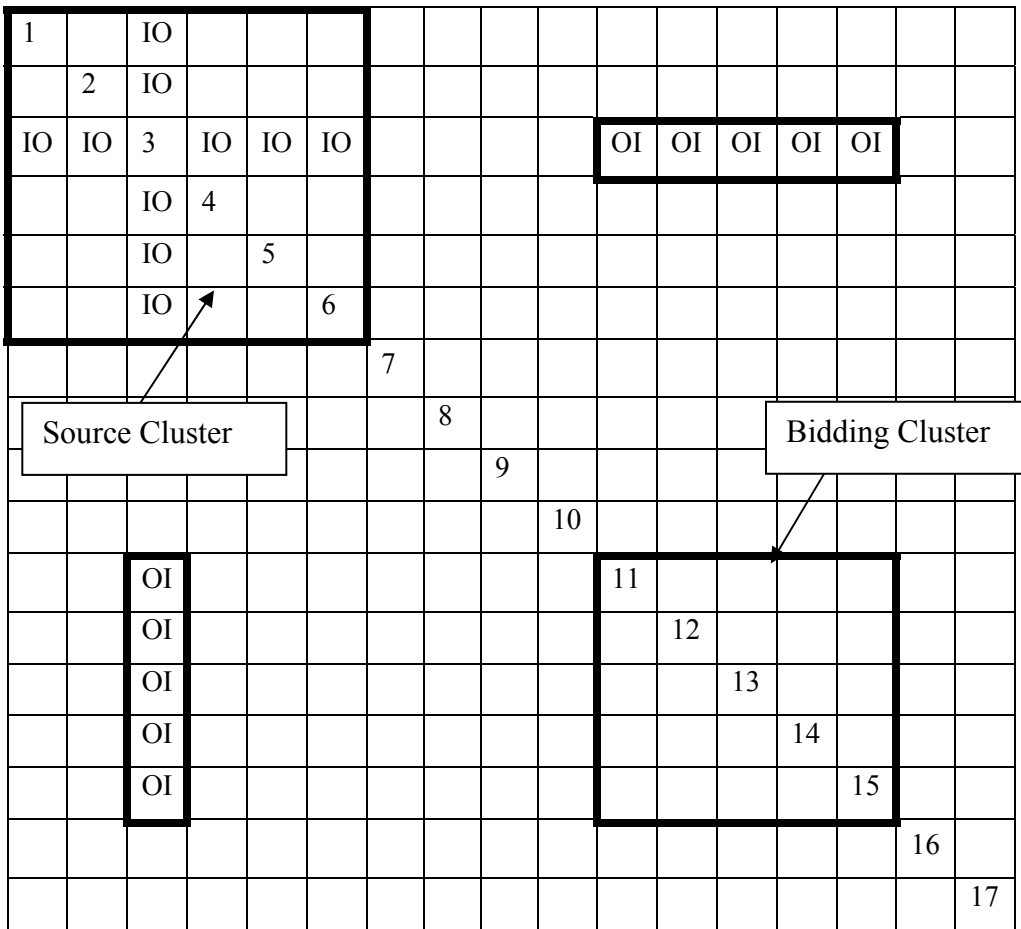 1 IO
2 IO
IO IO 3 IO IO IO OI OI OI OI OI
IO 4
IO 5
IO 6
7
8
Source Cluster Bidding Cluster
9
10
OI 11
OI 12
OI 13
OI 14
OI 15
16
17